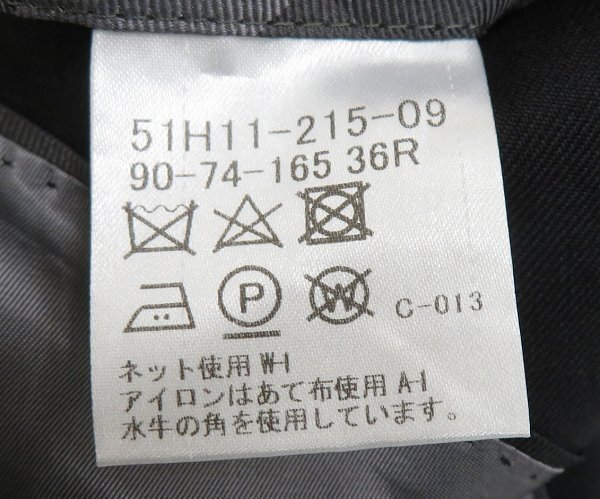 51H11-215-09
90-74-165 36R
P W C-013
ネット使用 W-1
アイロンはあて布使用 A-1
水牛の角を使用しています。